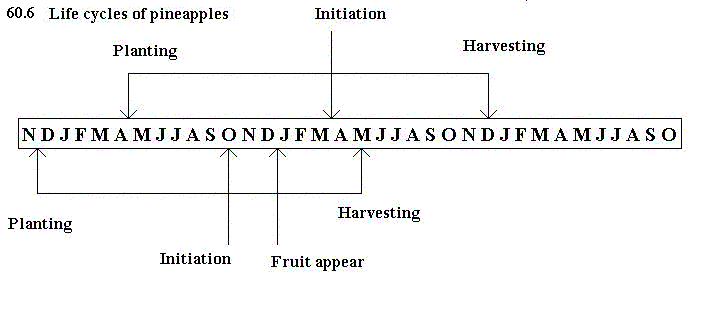 60.6 Life cycles of pineapples
Initiation
Planting
Harvesting
N D J F M A M J J A S O N D J F M A M J J A S O N D J F M A M J J A S O
Planting
Harvesting
Initiation
Fruit appear